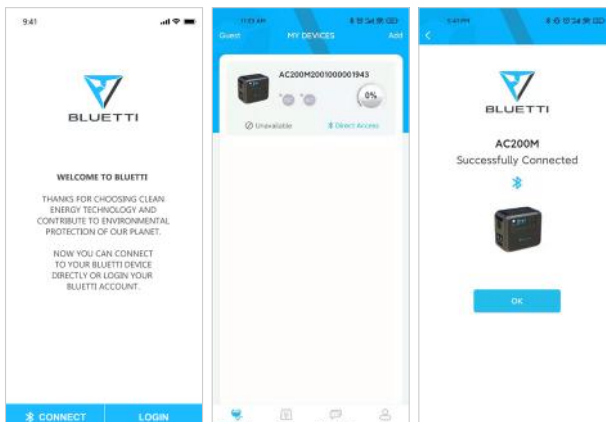 9:41
BLUETTI
WELCOME TO BLUETTI
THANKS FOR CHOOSING CLEAN
ENERGY TECHNOLOGY AND
CONTRIBUTE TO ENVIRONMENTAL
PROTECTION OF OUR PLANET.
NOW YOU CAN CONNECT
TO YOUR BLUETTI DEVICE
DIRECTLY OR LOGIN YOUR
BLUETTI ACCOUNT.
CONNECT
LOGIN
Guest
MY DEVICES
Add
AC200M2001000001943
0%
Unavailable
Direct Access
BLUETTI
AC200M
Successfully Connected
OK